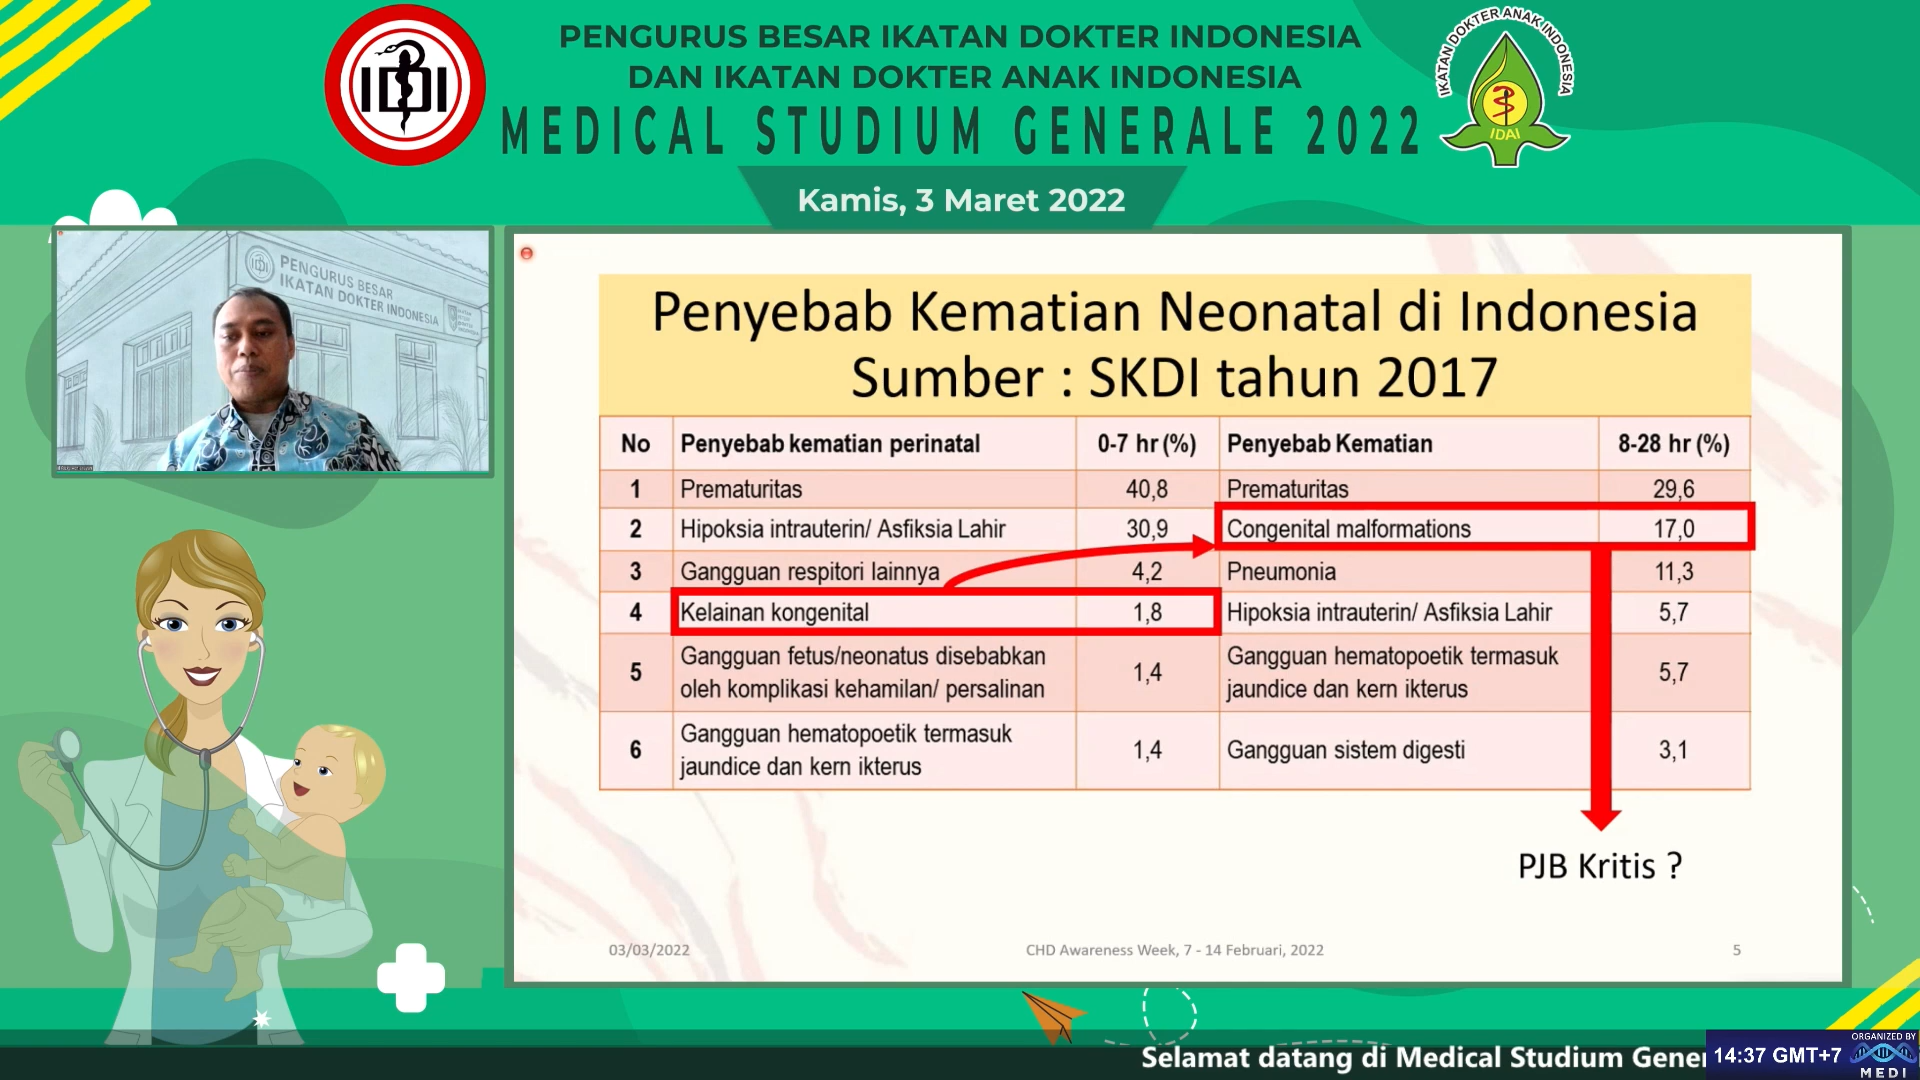 PENGURUS BESAR IKATAN DOKTER INDONESIA
DAN IKATAN DOKTER ANAK INDONESIA
MEDICAL STUDIUM GENERALE 2022
Kamis, 3 Maret 2022
IDI
IKATAN DOKTER ANAK INDONESIA
IDAI
IDI
PENGURUS BESAR
IKATAN DOKTER INDONESIA
Penyebab Kematian Neonatal di Indonesia
Sumber : SKDI tahun 2017
No Penyebab kematian perinatal 0-7 hr (%) Penyebab Kematian 8-28 hr (%)
1 Prematuritas 40,8 Prematuritas 29,6
2 Hipoksia intrauterin/ Asfiksia Lahir 30,9 Congenital malformations 17,0
3 Gangguan respitori lainnya 4,2 Pneumonia 11,3
4 Kelainan kongenital 1,8 Hipoksia intrauterin/ Asfiksia Lahir 5,7
5 Gangguan fetus/neonatus disebabkan oleh komplikasi kehamilan/ persalinan 1,4 Gangguan hematopoetik termasuk jaundice dan kern ikterus 5,7
6 Gangguan hematopoetik termasuk jaundice dan kern ikterus 1,4 Gangguan sistem digesti 3,1
PJB Kritis ?
03/03/2022 CHD Awareness Week, 7 - 14 Februari, 2022 5
Selamat datang di Medical Studium Gener
14:37 GMT+7
ORGANIZED BY
MEDI